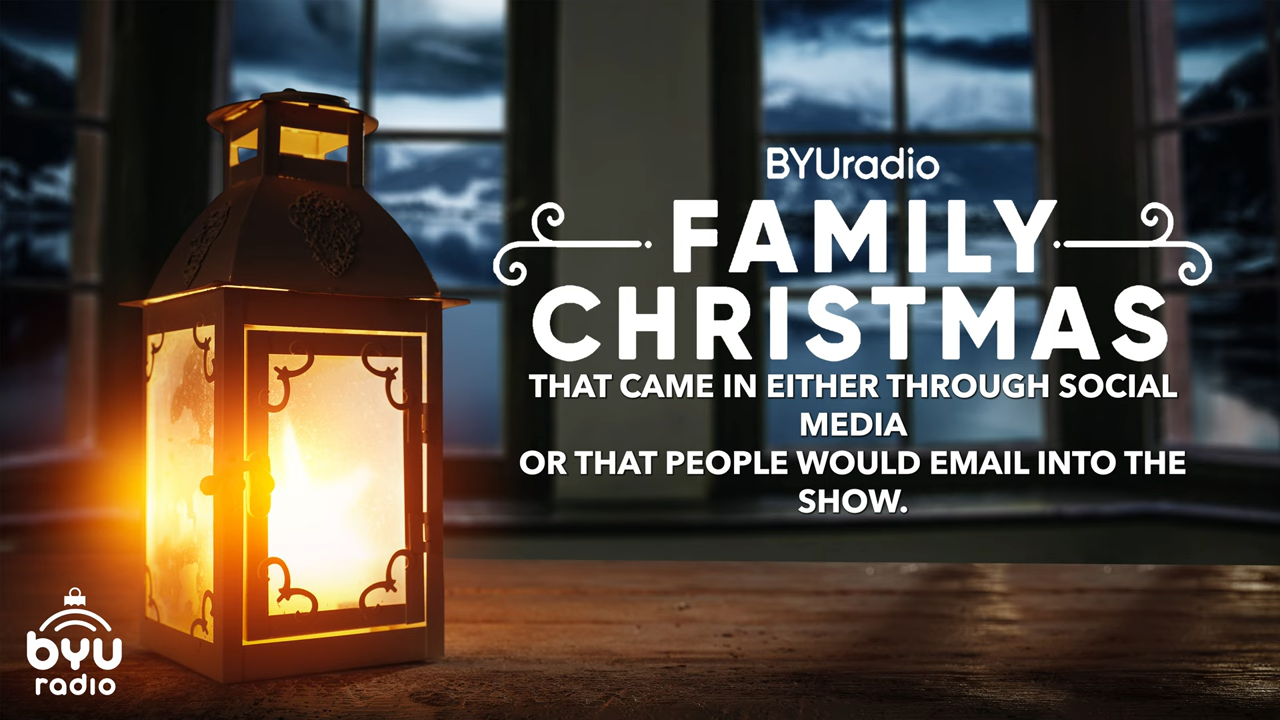 BYUradio
FAMILY
CHRISTMAS
THAT CAME IN EITHER THROUGH SOCIAL
MEDIA
OR THAT PEOPLE WOULD EMAIL INTO THE
SHOW.
byu
radio